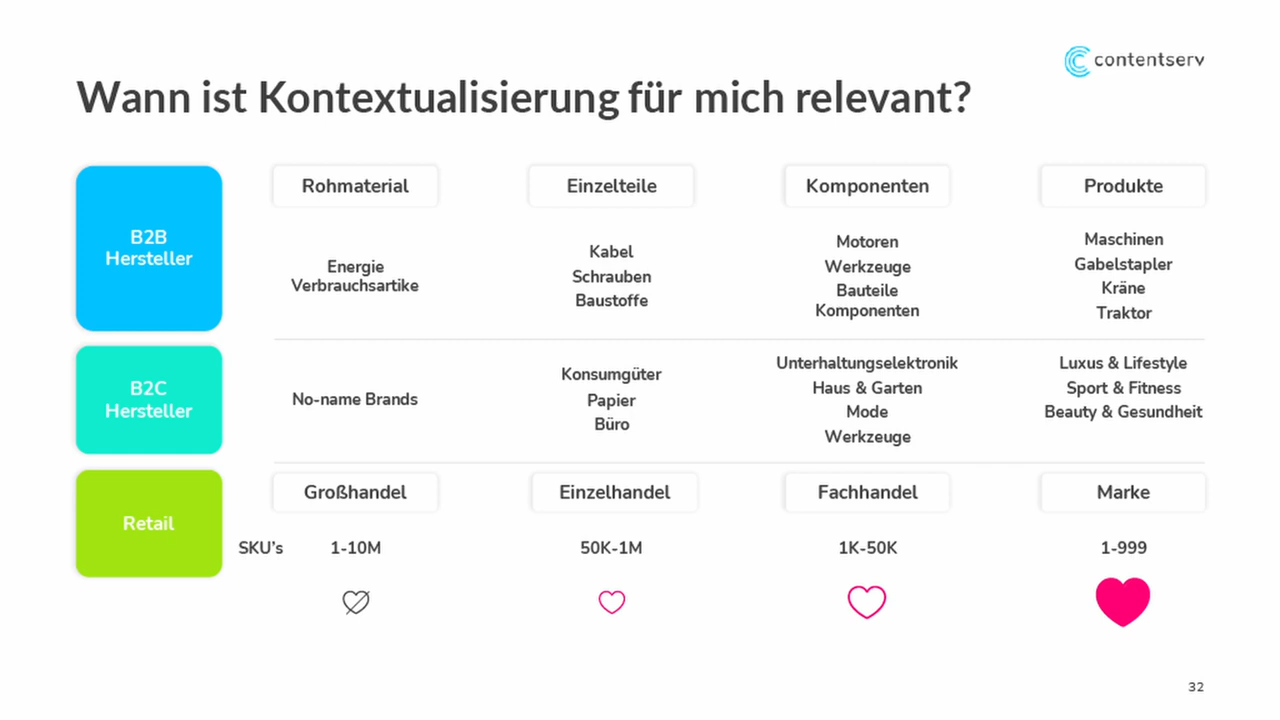 contentserv
Wann ist Kontextualisierung für mich relevant?
B2B
Hersteller
Rohmaterial
Einzelteile
Komponenten
Produkte
Energie
Verbrauchsartike
Kabel
Schrauben
Baustoffe
Motoren
Werkzeuge
Bauteile
Komponenten
Maschinen
Gabelstapler
Kräne
Traktor
B2C
Hersteller
No-name Brands
Konsumgüter
Papier
Büro
Unterhaltungselektronik
Haus & Garten
Mode
Werkzeuge
Luxus & Lifestyle
Sport & Fitness
Beauty & Gesundheit
Retail
Großhandel
Einzelhandel
Fachhandel
Marke
SKU's
1-10M
50K-1M
1K-50K
1-999
32